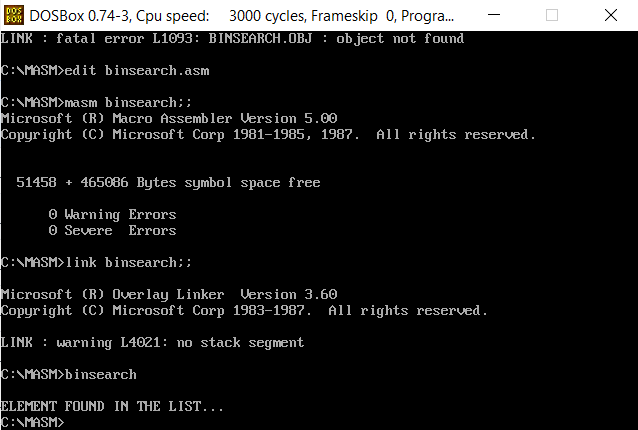 DOS
BOX
DOSBox 0.74-3, Cpu speed: 3000 cycles, Frameskip 0, Progra...
LINK : fatal error L1093: BINSEARCH.OBJ : object not found
C:\MASM>edit binsearch.asm
C:\MASM>masm binsearch;;
Microsoft (R) Macro Assembler Version 5.00
Copyright (C) Microsoft Corp 1981-1985, 1987.  All rights reserved.
51458 + 465086 Bytes symbol space free
0 Warning Errors
0 Severe  Errors
C:\MASM>link binsearch;;
Microsoft (R) Overlay Linker  Version 3.60
Copyright (C) Microsoft Corp 1983-1987.  All rights reserved.
LINK : warning L4021: no stack segment
C:\MASM>binsearch
ELEMENT FOUND IN THE LIST...
C:\MASM>